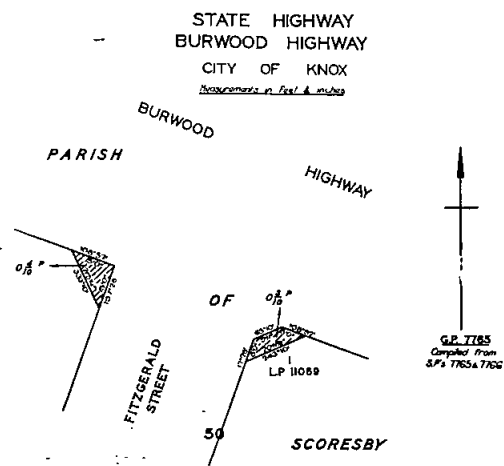 STATE HIGHWAY
BURWOOD HIGHWAY
CITY OF KNOX
Measurements in Feet & inches
BURWOOD
HIGHWAY
PARISH
OF
FITZGERALD
STREET
L.P. 11089
50
SCORESBY
G.P. 7765
Compiled from
S.P's 7765 & 7766